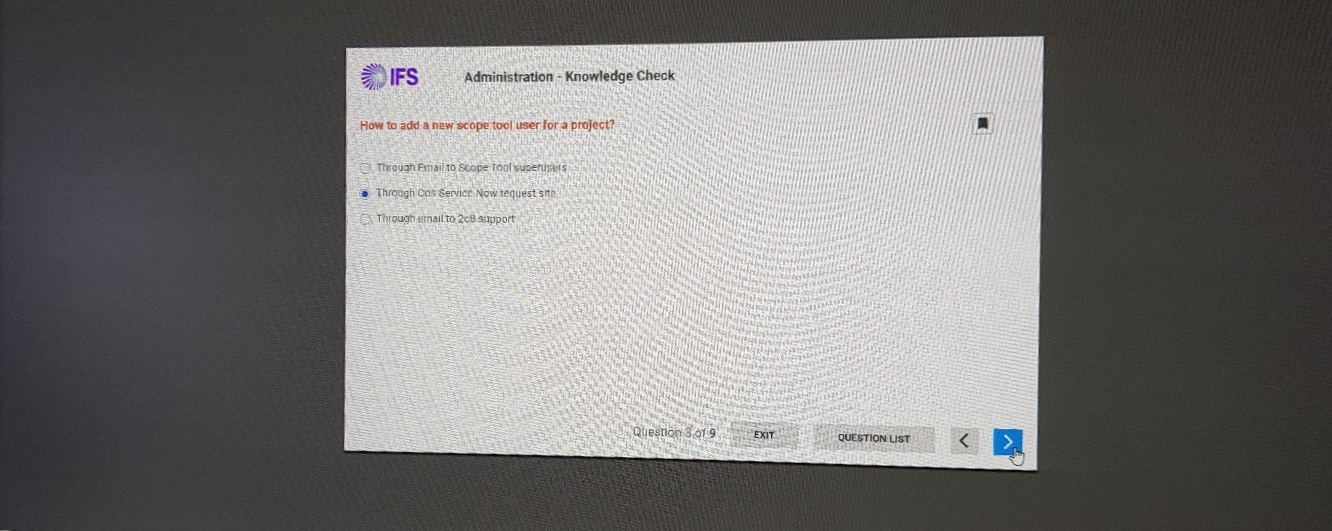 IFS
Administration - Knowledge Check
How to add a new scope tool user for a project?
Through Email to Scope Tool superusers
Through Cos Service Now request site
Through email to 2c8 support
Question 3 of 9
EXIT
QUESTION LIST